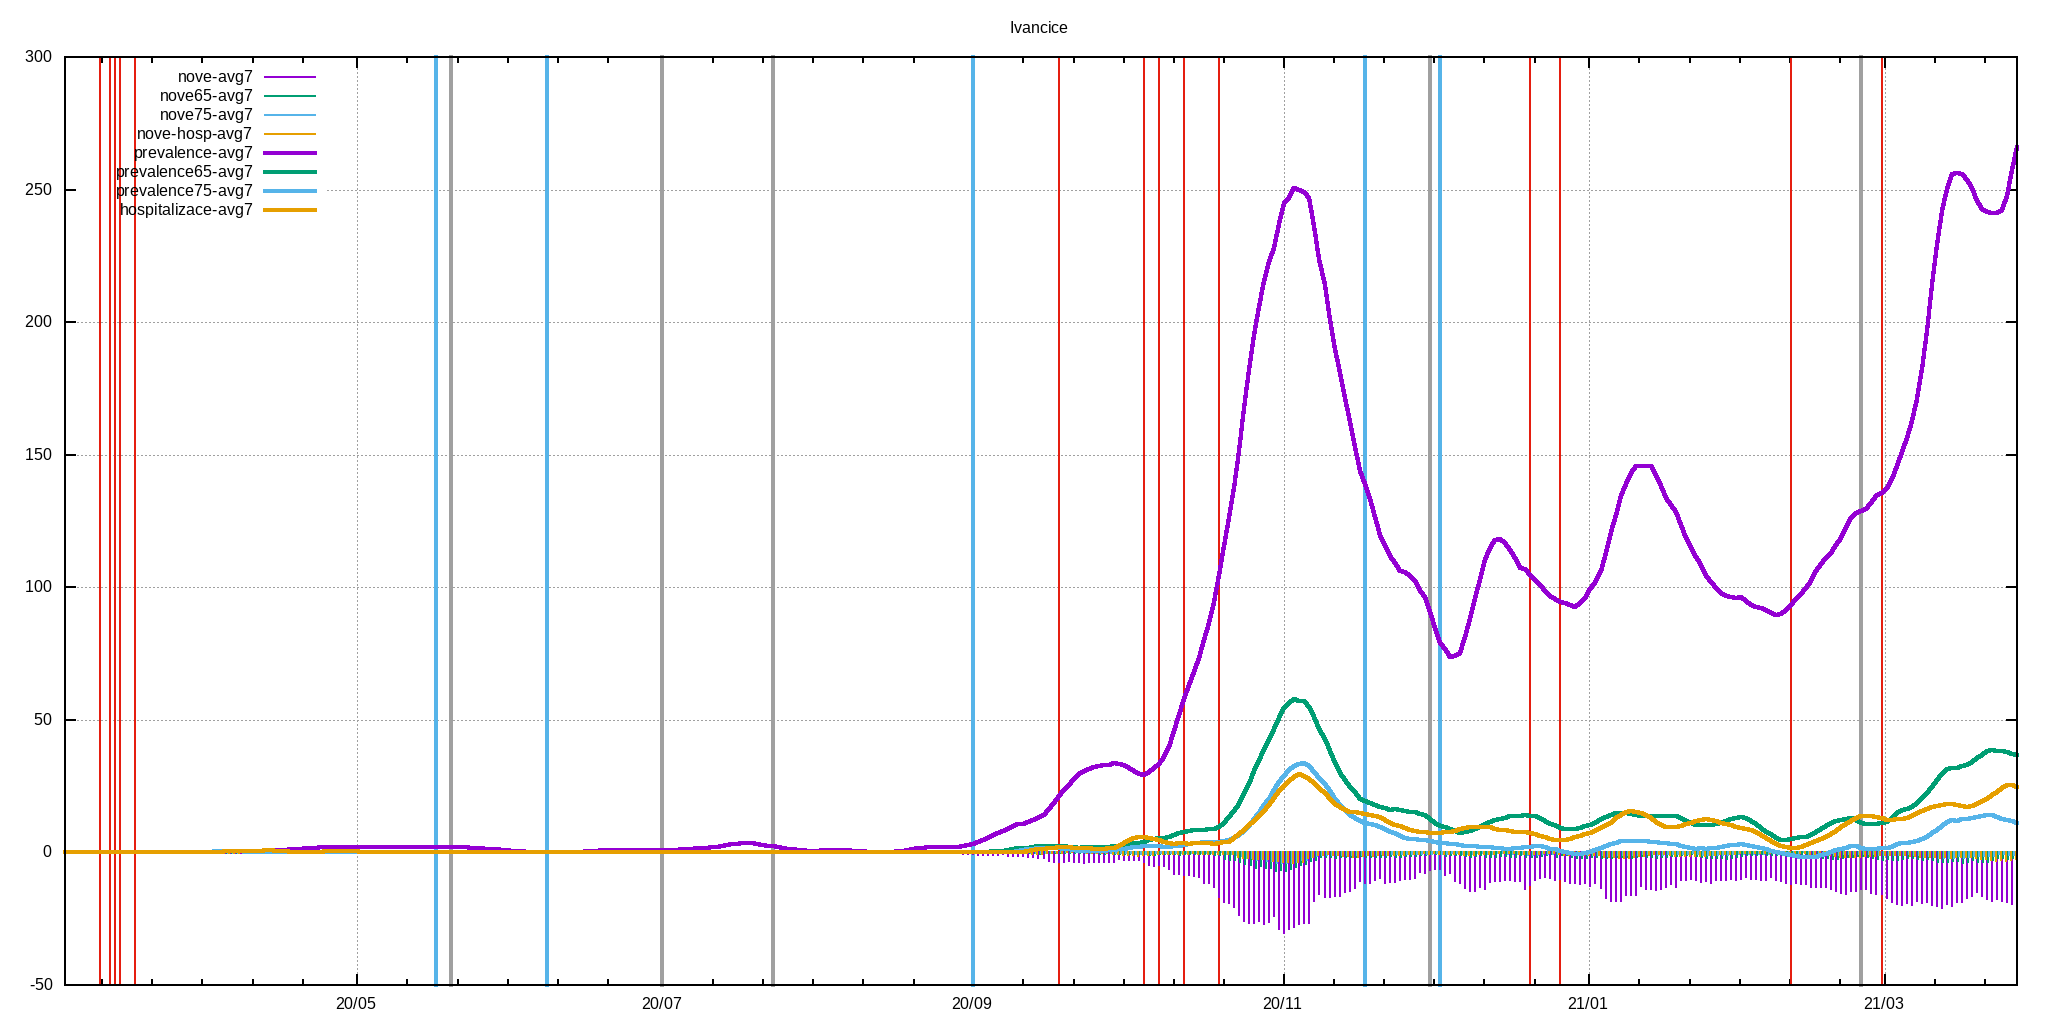 Ivancice
300
250
200
150
100
50
0
-50
nove-avg7
nove65-avg7
nove75-avg7
nove-hosp-avg7
prevalence-avg7
prevalence65-avg7
prevalence75-avg7
hospitalizace-avg7
20/05
20/07
20/09
20/11
21/01
21/03